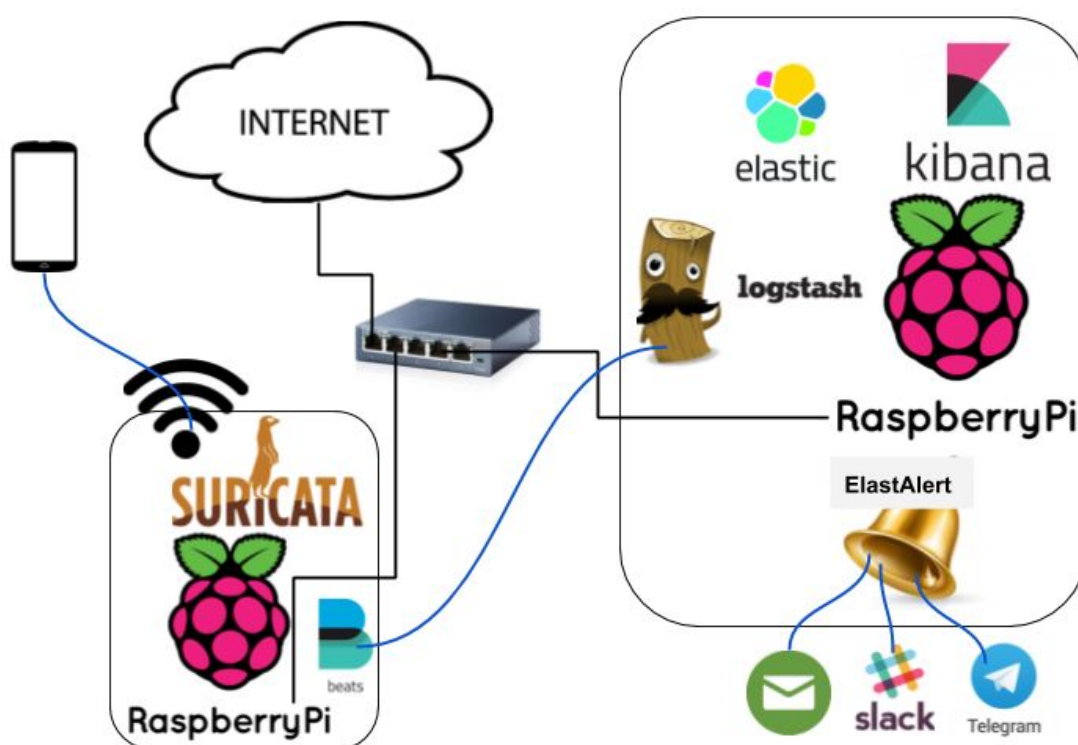 INTERNET
elastic
kibana
logstash
RaspberryPi
ElastAlert
SURICATA
beats
RaspberryPi
slack
Telegram